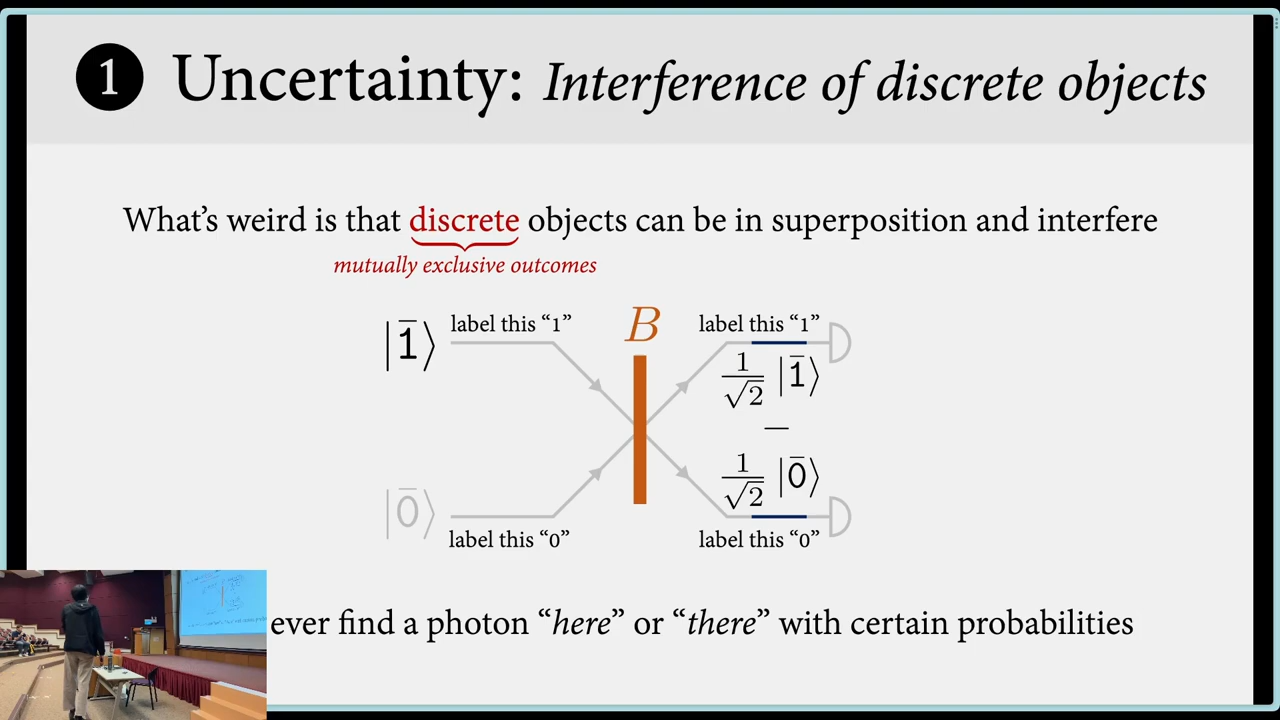 1 Uncertainty: Interference of discrete objects
What's weird is that discrete objects can be in superposition and interfere
mutually exclusive outcomes
B
|1̄⟩ label this “1”
label this “1”
1/√2 |1̄⟩
—
1/√2 |0̄⟩
|0̄⟩
label this “0”
label this “0”
ever find a photon “here” or “there” with certain probabilities